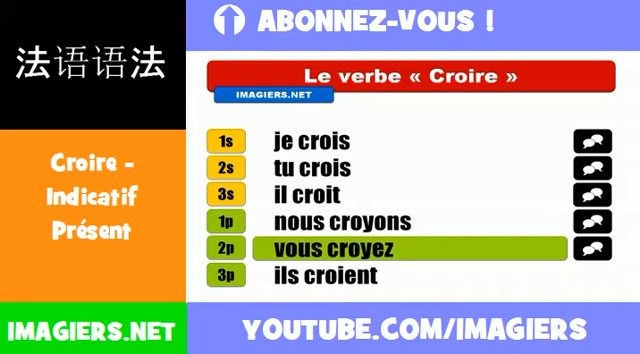 法语语法
ABONNEZ-VOUS !
Le verbe « Croire »
IMAGIERS.NET
Croire -
Indicatif
Présent
1s je crois
2s tu crois
3s il croit
1p nous croyons
2p vous croyez
3p ils croient
IMAGIERS.NET
YOUTUBE.COM/IMAGIERS